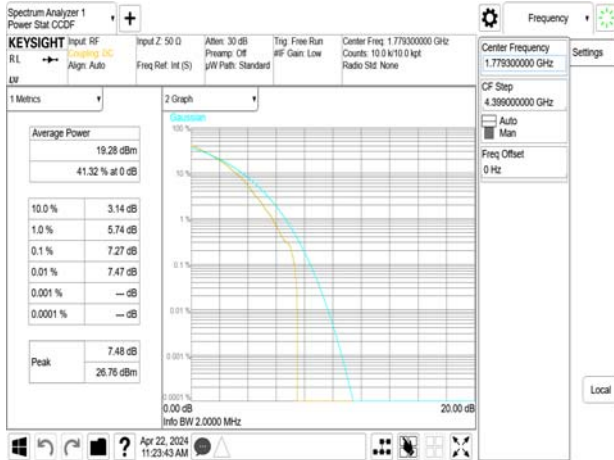 Spectrum Analyzer 1
Power Stat CCDF
Frequency
KEYSIGHT
RL
Input: RF
Coupling: DC
Align: Auto
Input Z: 50 Ω
Freq Ref: Int (S)
Atten: 30 dB
Preamp: Off
µW Path: Standard
Trig: Free Run
#IF Gain: Low
Center Freq: 1.779300000 GHz
Counts: 10.0 k/10.0 kpt
Radio Std: None
Center Frequency
1.779300000 GHz
Settings
CF Step
4.399000000 GHz
Auto
Man
Freq Offset
0 Hz
Local
1 Metrics
Average Power
19.28 dBm
41.32 % at 0 dB
10.0 % 3.14 dB
1.0 % 5.74 dB
0.1 % 7.27 dB
0.01 % 7.47 dB
0.001 % --- dB
0.0001 % --- dB
Peak
7.48 dB
26.76 dBm
2 Graph
Gaussian
100 %
10 %
1 %
0.1 %
0.01 %
0.001 %
0.0001 %
0.00 dB
20.00 dB
Info BW 2.0000 MHz
?
Apr 22, 2024
11:23:43 AM